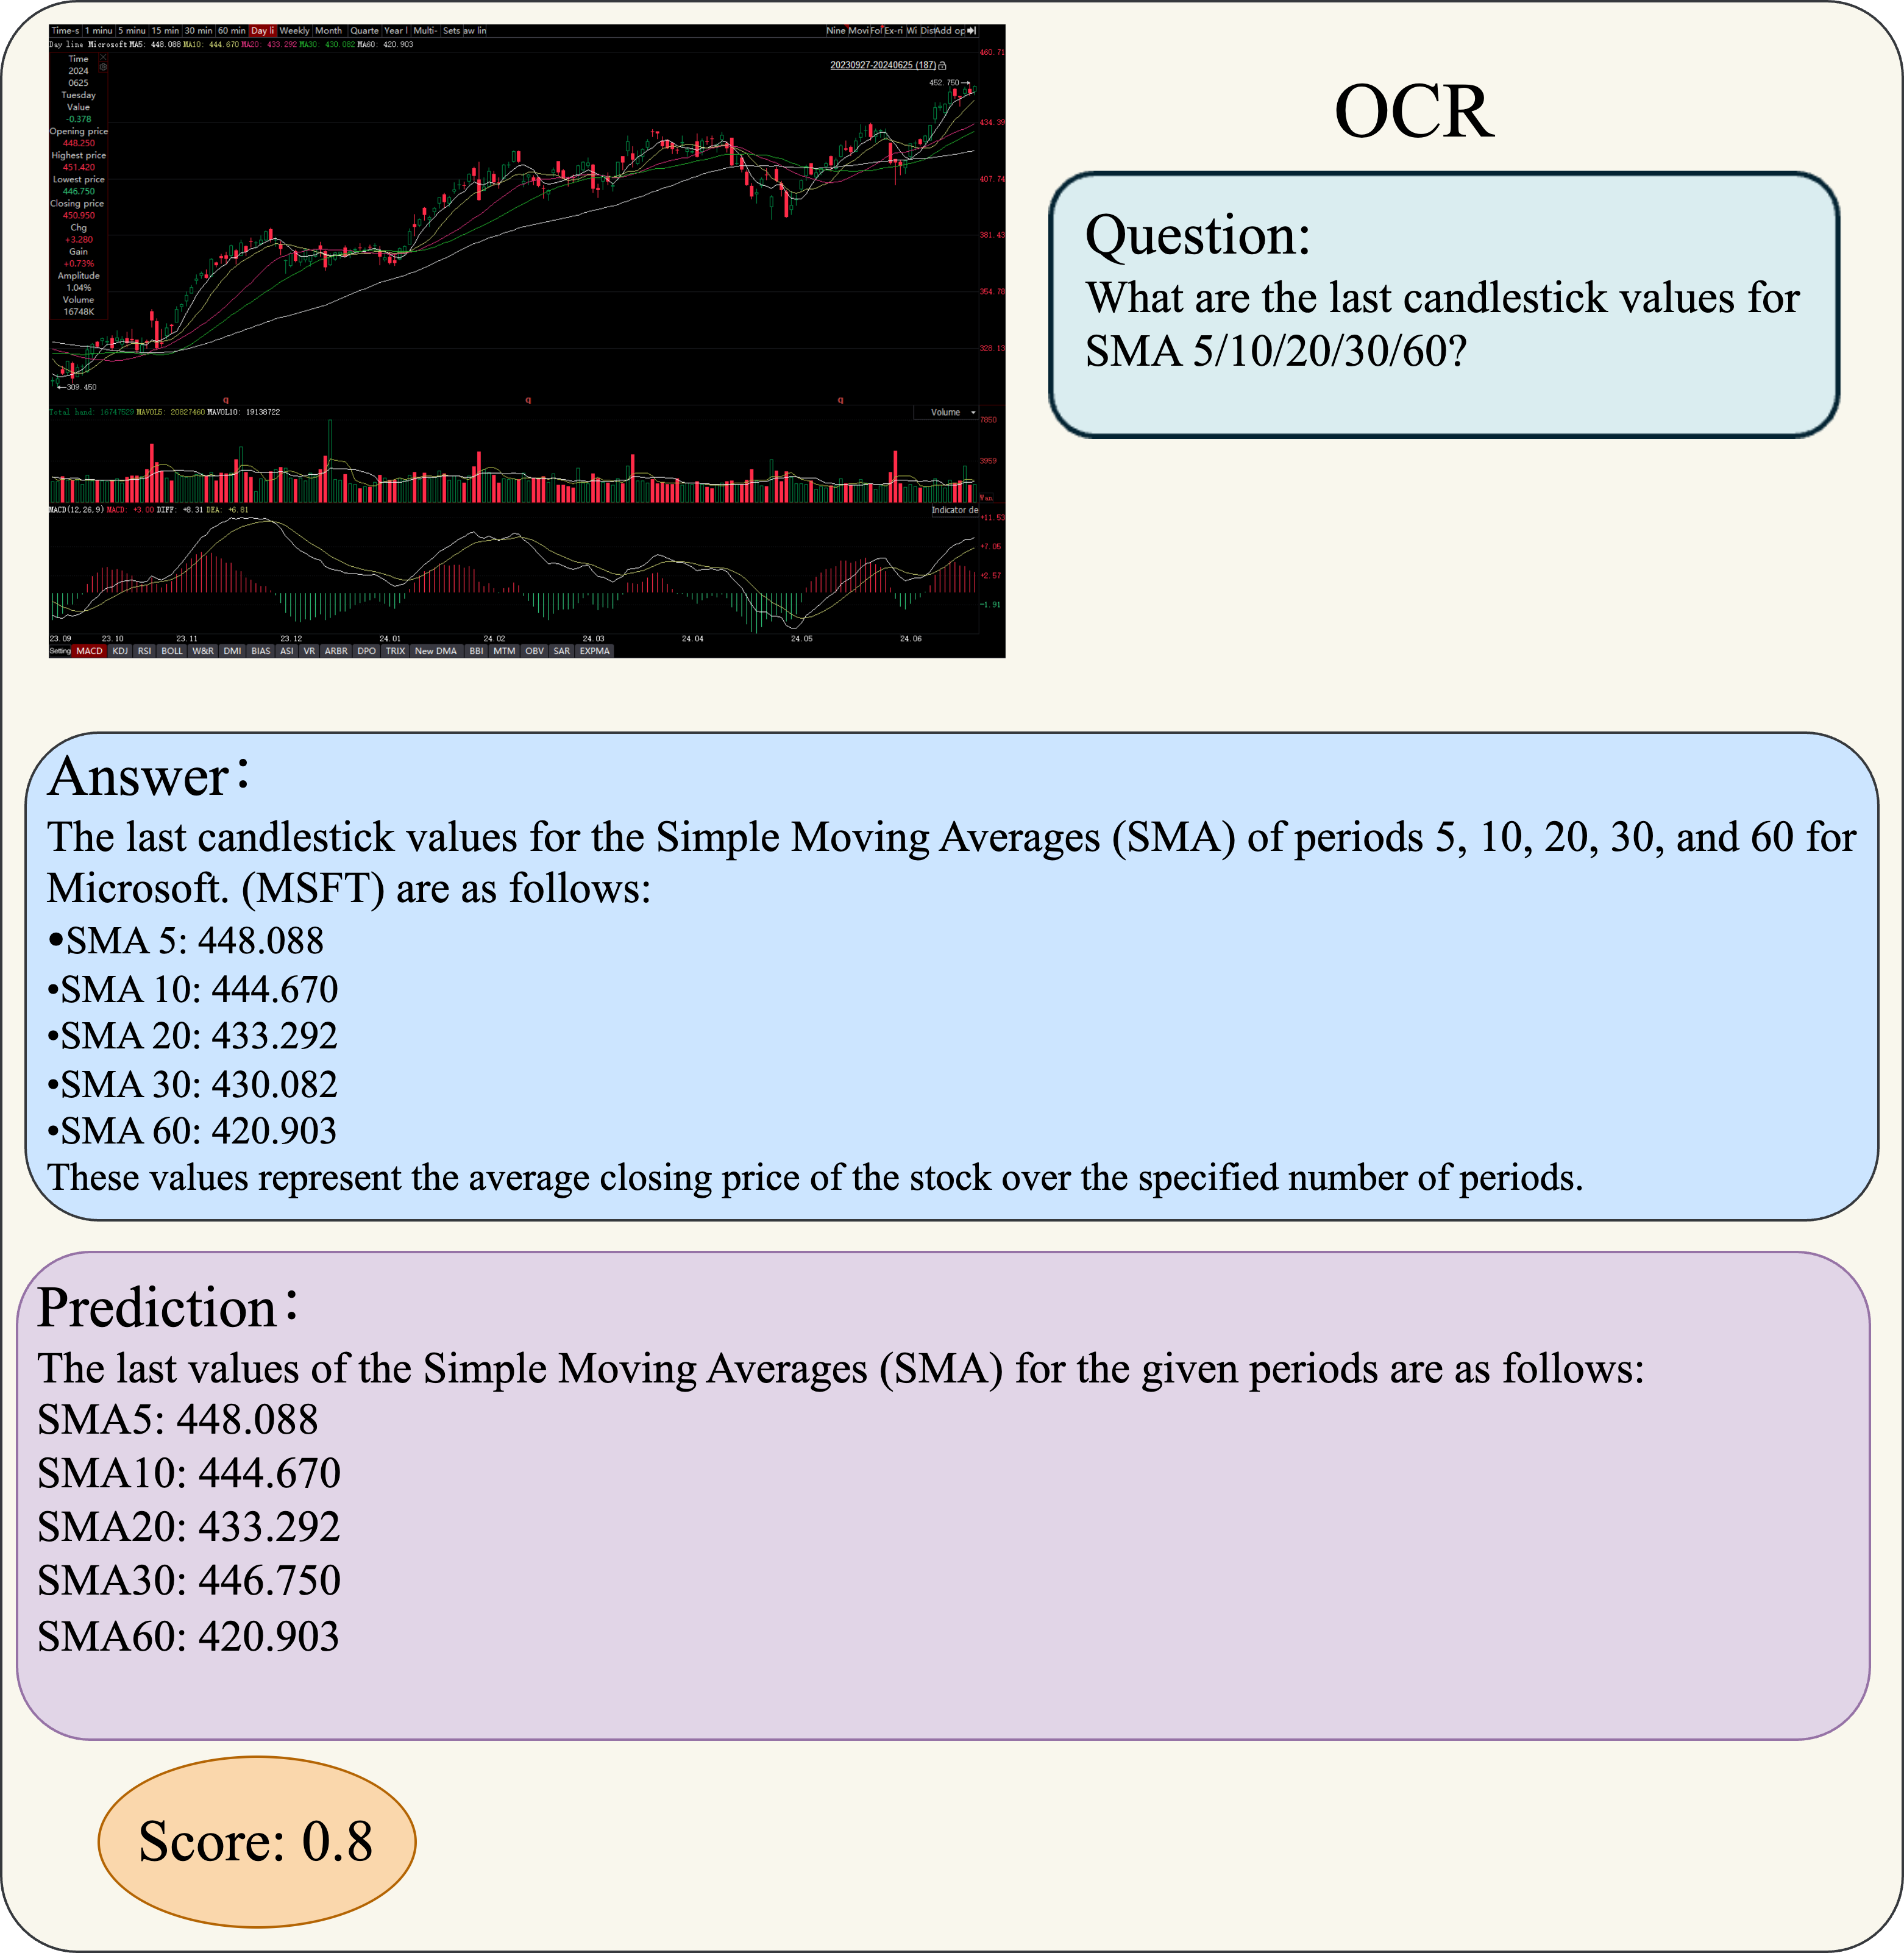 Time-s 1 minu 5 minu 15 min 30 min 60 min Day li Weekly Month Quarte Year l Multi- Sets aw lin Nine Movi Fol Ex-ri Wi Dist Add op
Day line Microsoft MA5: 448.088 MA10: 444.670 MA20: 433.292 MA30: 430.082 MA60: 420.903
460.71
Time
2024
0625
Tuesday
Value
-0.378
Opening price
448.250
Highest price
451.420
Lowest price
446.750
Closing price
450.950
Chg
+3.280
Gain
+0.73%
Amplitude
1.04%
Volume
16748K
20230927-20240625 (187)
452.750
434.39
407.74
381.43
354.78
328.13
309.450
q q q
Total hand: 16747529 MAVOL5: 20827460 MAVOL10: 19138722
Volume
7850
3959
Wan
MACD(12,26,9) MACD: +3.00 DIFF: +8.31 DEA: +6.81
Indicator de
+11.53
+7.05
+2.57
-1.91
23.09 23.10 23.11 23.12 24.01 24.02 24.03 24.04 24.05 24.06
Setting MACD KDJ RSI BOLL W&R DMI BIAS ASI VR ARBR DPO TRIX New DMA BBI MTM OBV SAR EXPMA
OCR
Question:
What are the last candlestick values for
SMA 5/10/20/30/60?
Answer:
The last candlestick values for the Simple Moving Averages (SMA) of periods 5, 10, 20, 30, and 60 for
Microsoft. (MSFT) are as follows:
•SMA 5: 448.088
•SMA 10: 444.670
•SMA 20: 433.292
•SMA 30: 430.082
•SMA 60: 420.903
These values represent the average closing price of the stock over the specified number of periods.
Prediction:
The last values of the Simple Moving Averages (SMA) for the given periods are as follows:
SMA5: 448.088
SMA10: 444.670
SMA20: 433.292
SMA30: 446.750
SMA60: 420.903
Score: 0.8